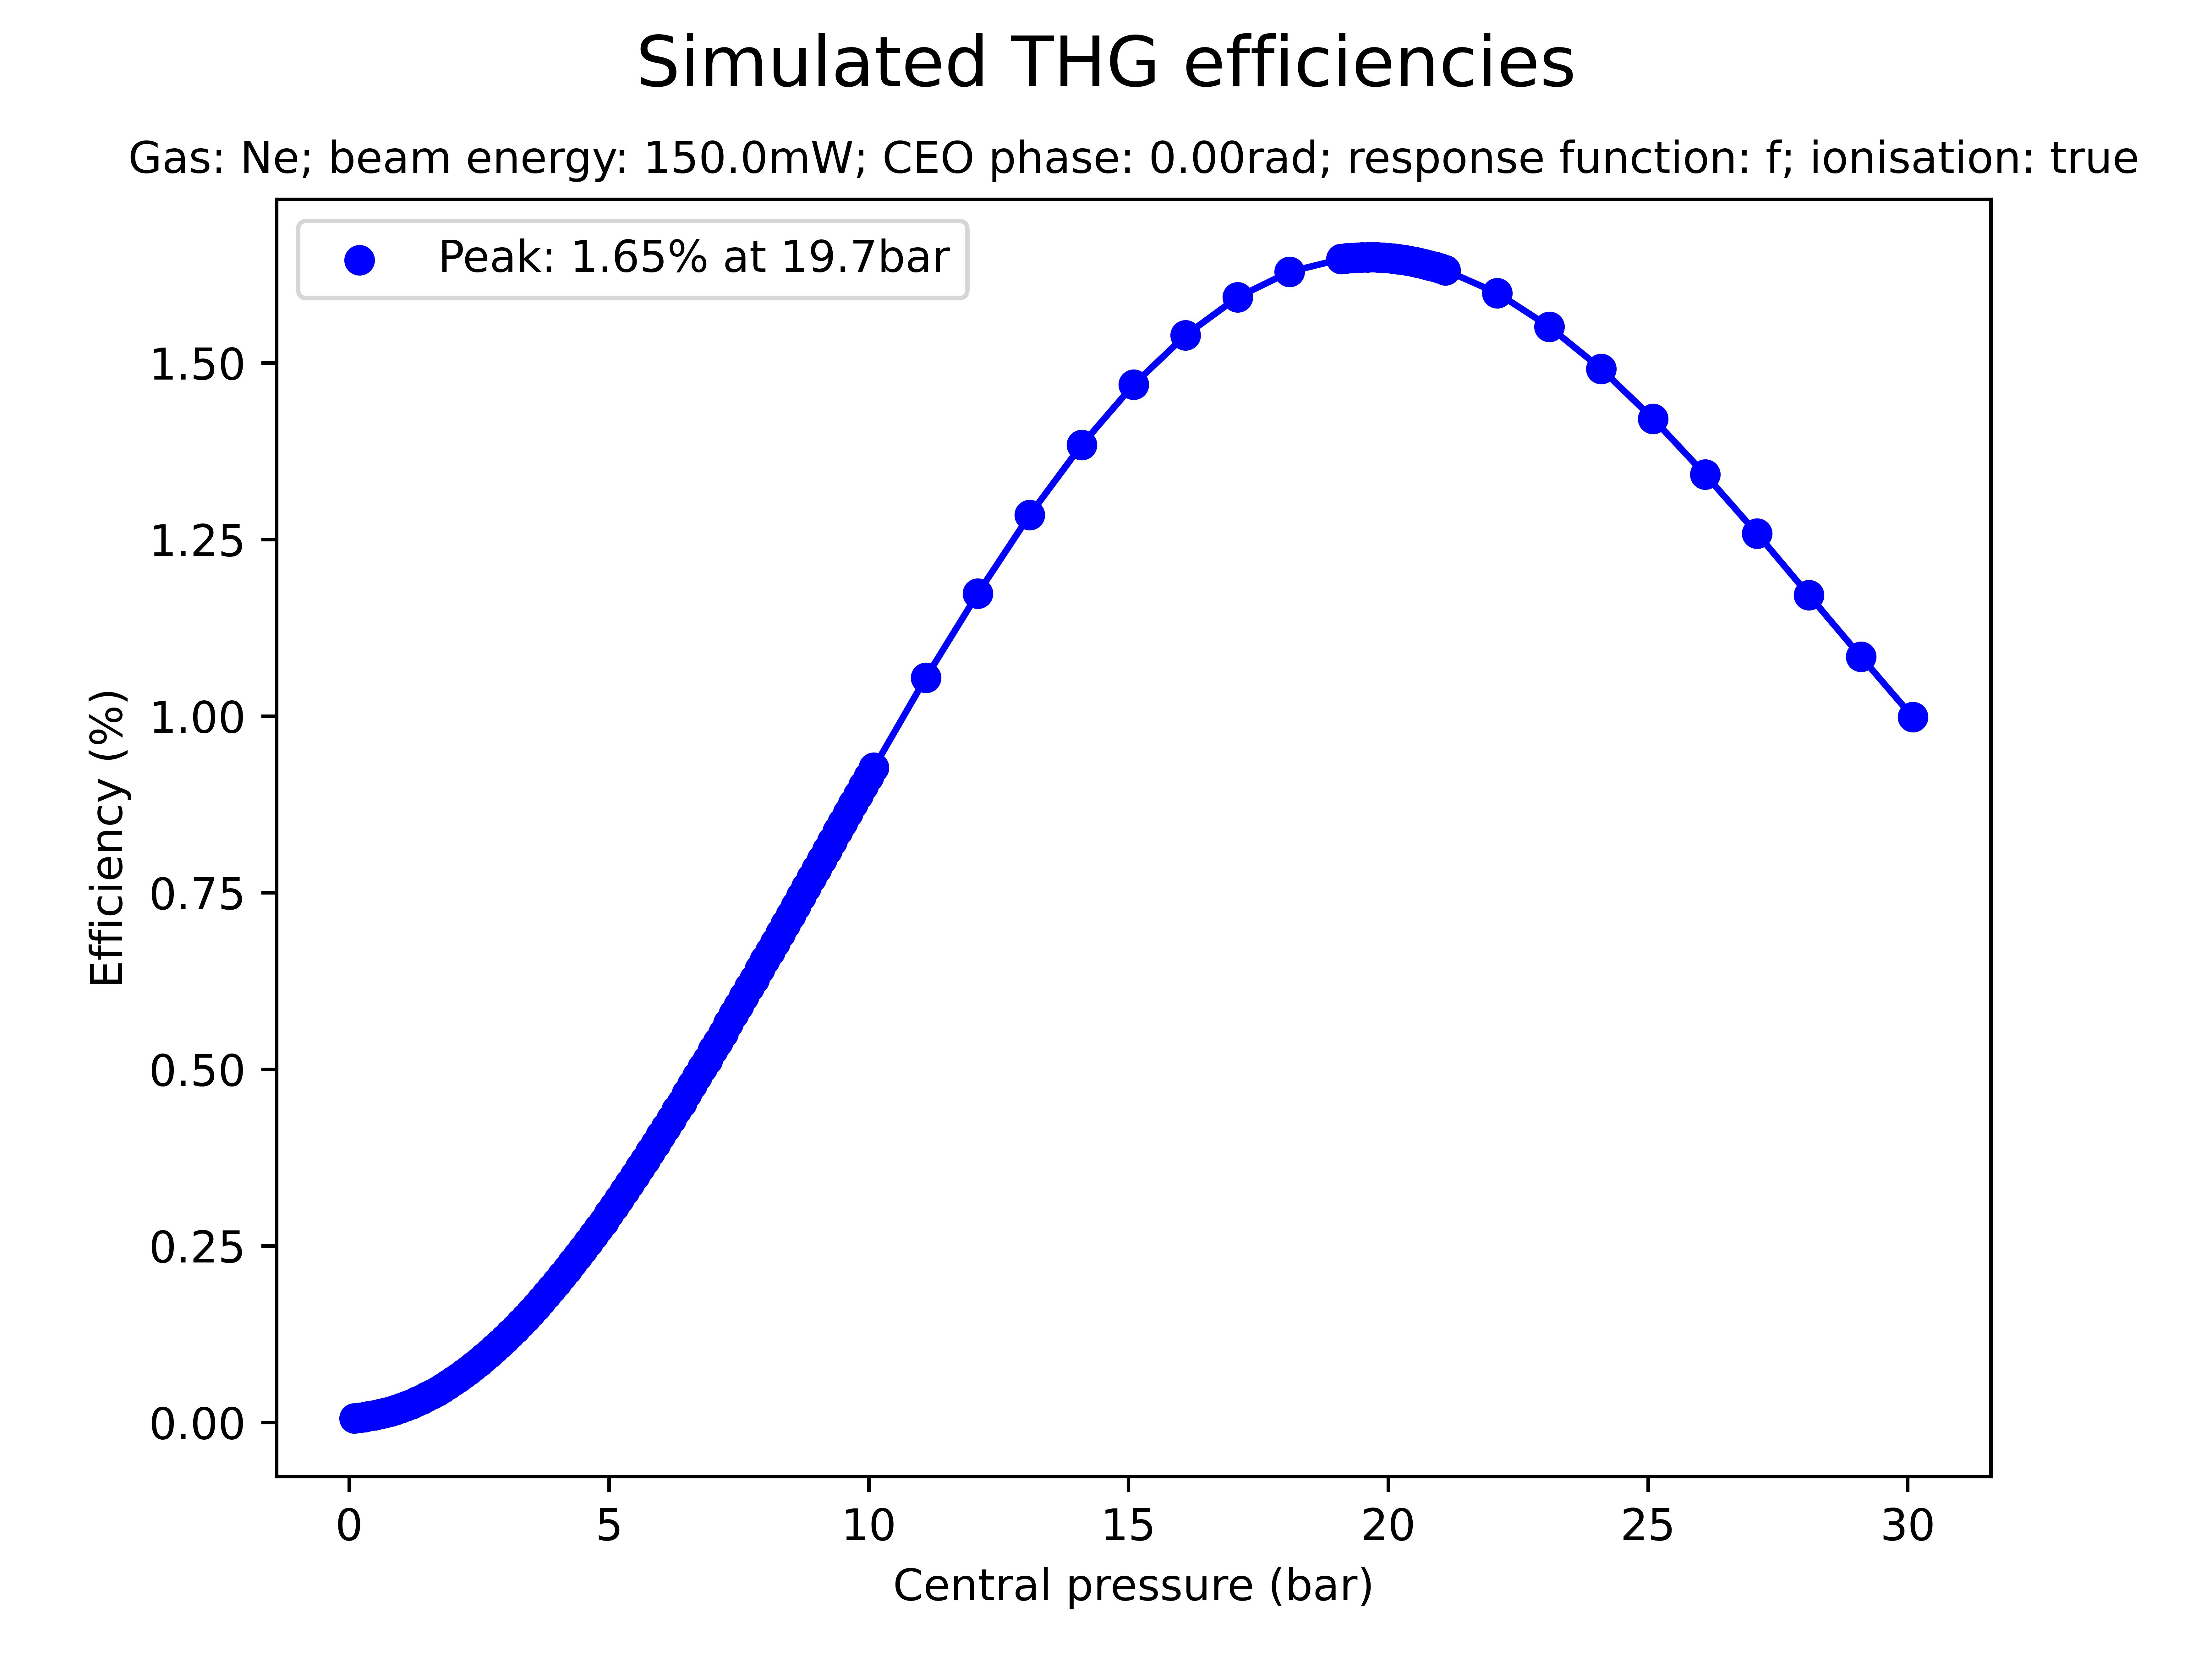 Simulated THG efficiencies
Gas: Ne; beam energy: 150.0mW; CEO phase: 0.00rad; response function: f; ionisation: true
Peak: 1.65% at 19.7bar
1.50
1.25
1.00
0.75
0.50
0.25
0.00
Efficiency (%)
0 5 10 15 20 25 30
Central pressure (bar)